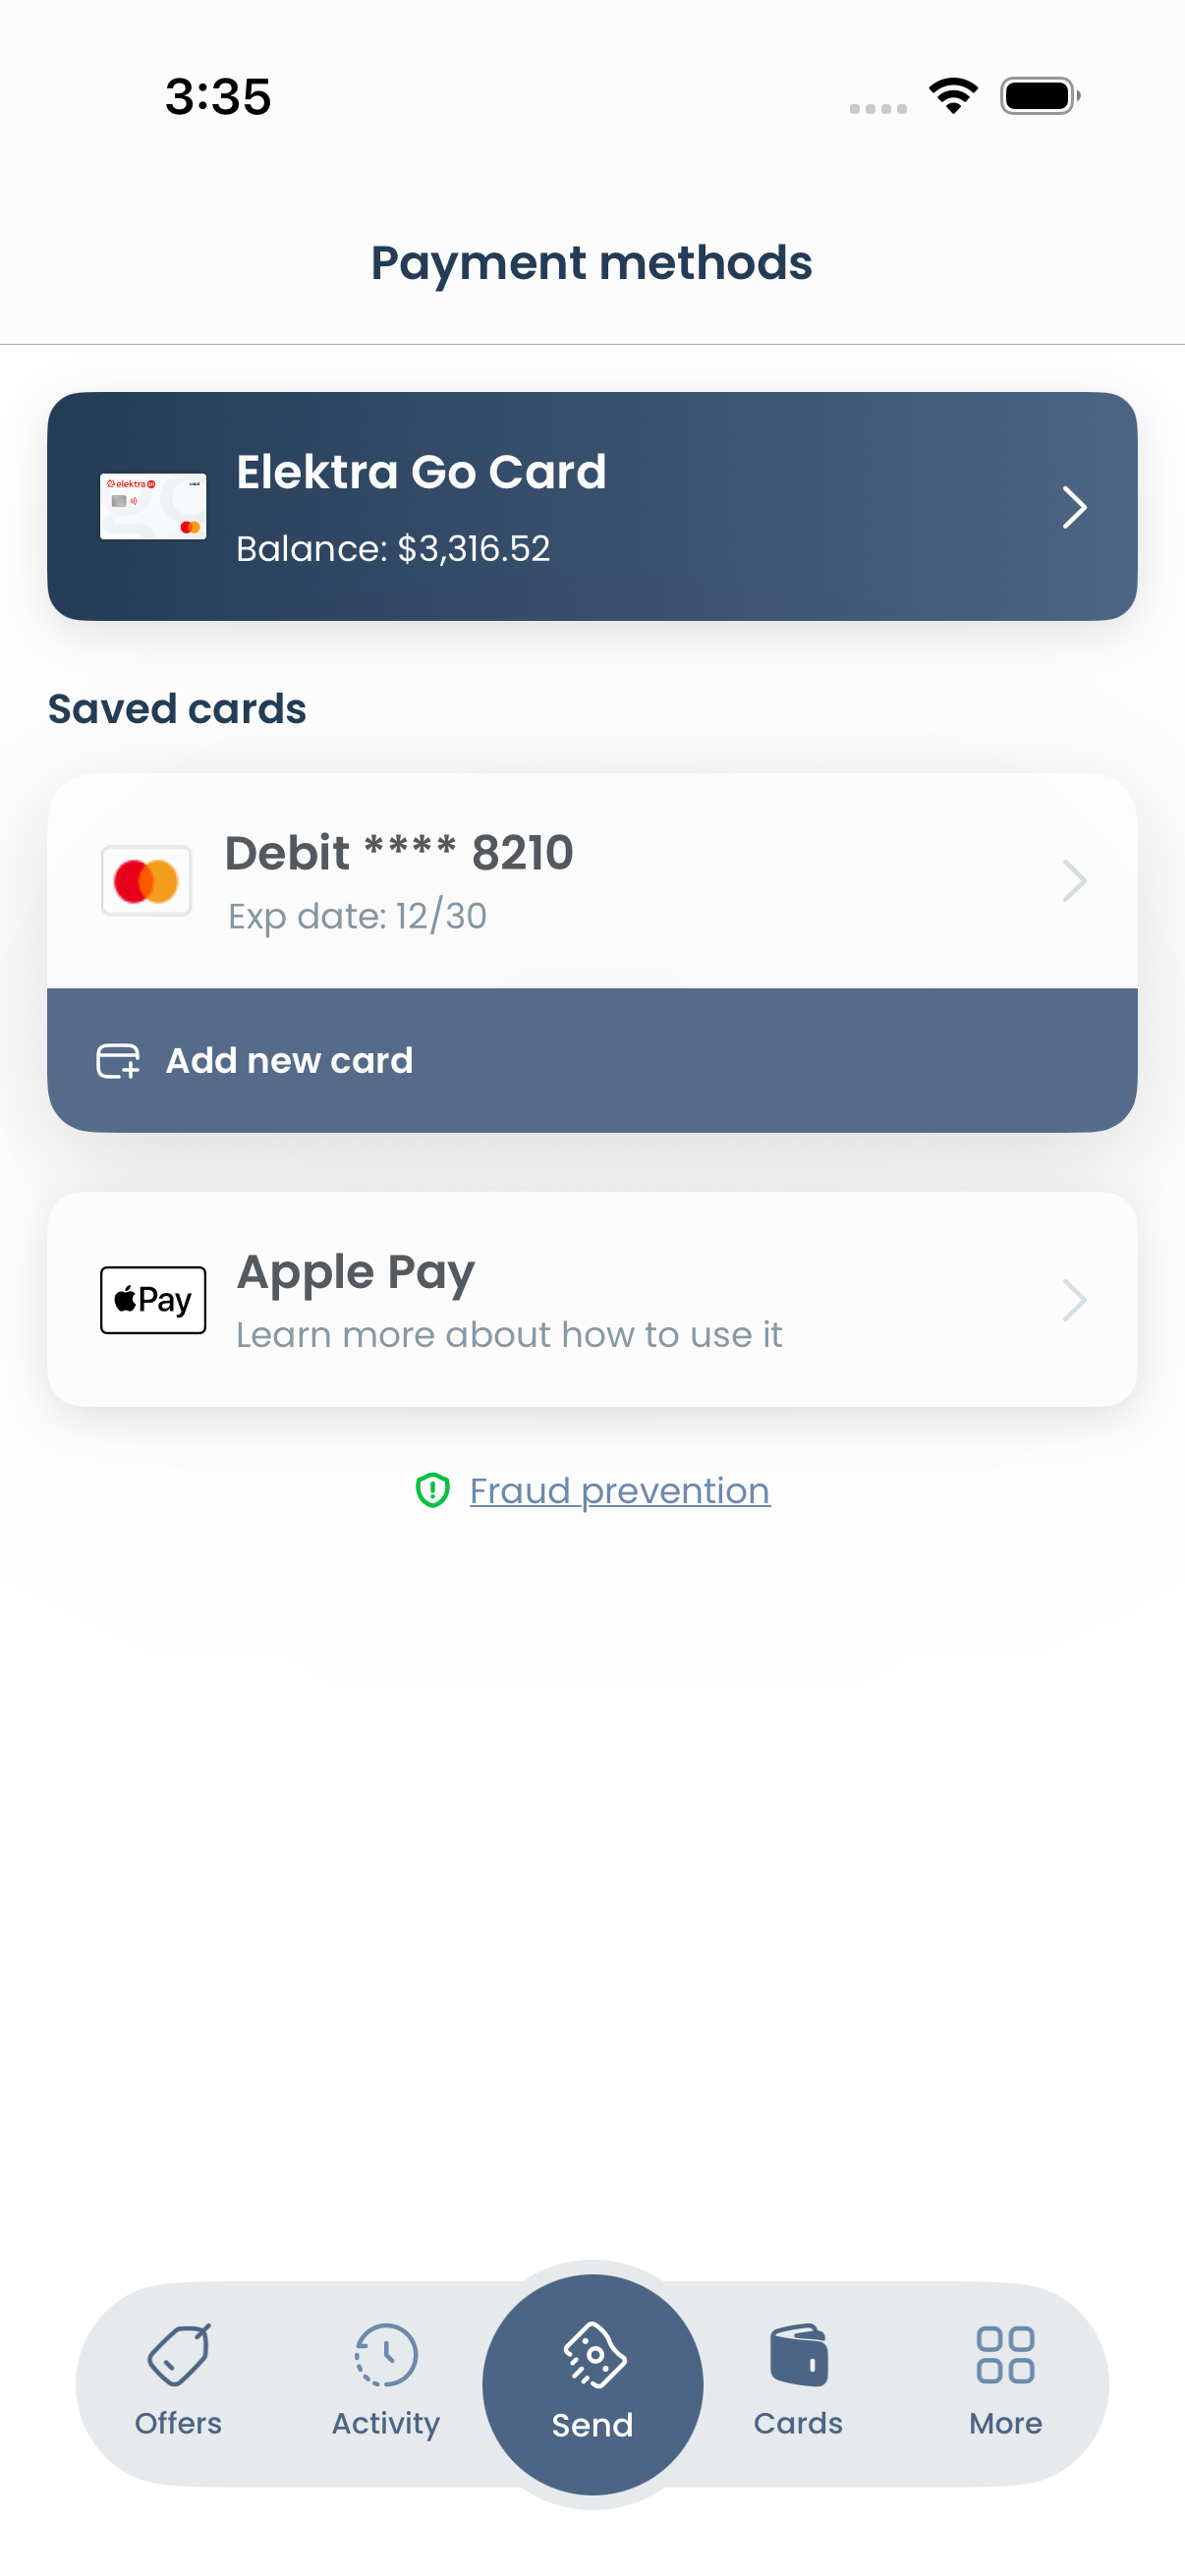 3:35
Payment methods
elektra
Elektra Go Card
Balance: $3,316.52
Saved cards
Debit **** 8210
Exp date: 12/30
Add new card
Pay
Apple Pay
Learn more about how to use it
Fraud prevention
Offers
Activity
Send
Cards
More